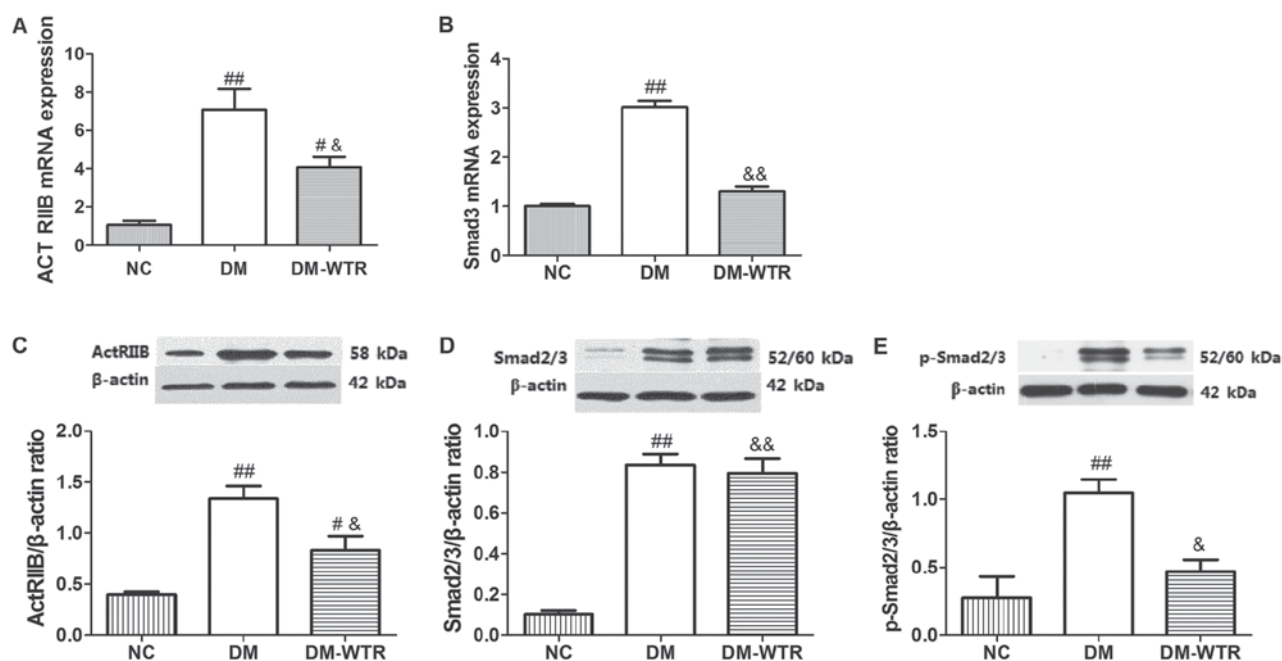 A
ACT RIIB mRNA expression
10
8
6
4
2
0
##
# &
NC DM DM-WTR
B
Smad3 mRNA expression
4
3
2
1
0
##
&&
NC DM DM-WTR
C
ActRIIB 58 kDa
β-actin 42 kDa
ActRIIB/β-actin ratio
2.0
1.5
1.0
0.5
0.0
##
# &
NC DM DM-WTR
D
Smad2/3 52/60 kDa
β-actin 42 kDa
Smad2/3/β-actin ratio
1.0
0.8
0.6
0.4
0.2
0.0
##
&&
NC DM DM-WTR
E
p-Smad2/3 52/60 kDa
β-actin 42 kDa
p-Smad2/3/β-actin ratio
1.5
1.0
0.5
0.0
##
&
NC DM DM-WTR